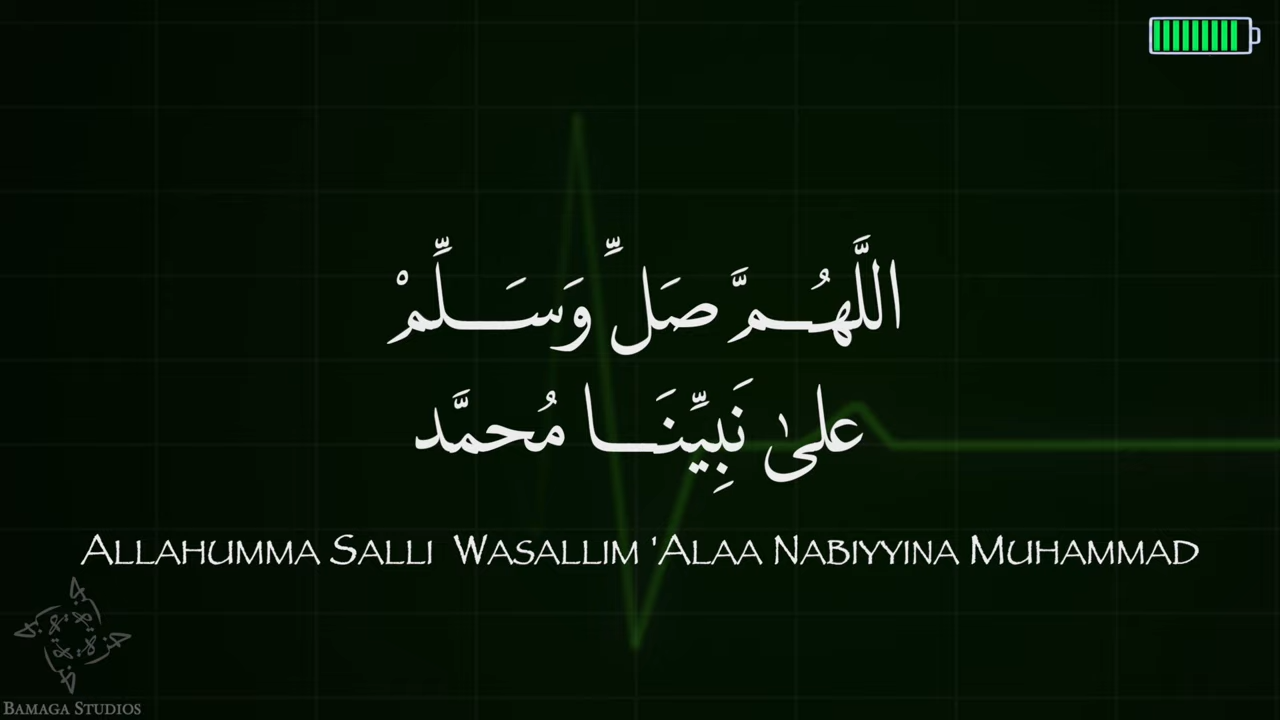 اللَّهُمَّ صَلِّ وَسَلِّمْ
علىٰ نَبِيِّنَا مُحمَّد
ALLAHUMMA SALLI WASALLIM 'ALAA NABIYYINA MUHAMMAD
BAMAGA STUDIOS